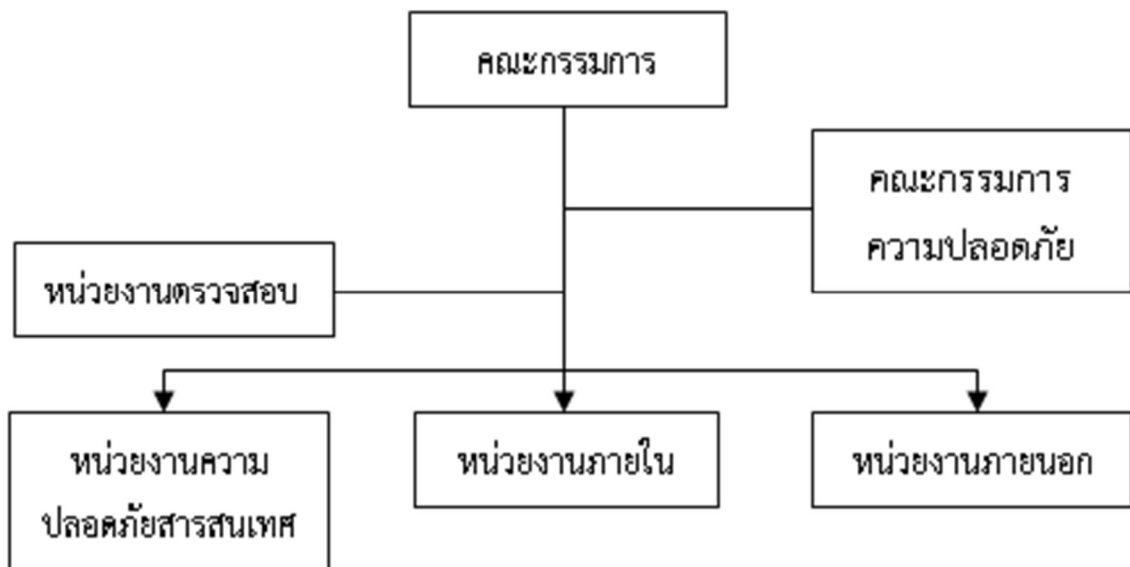 คณะกรรมการ
คณะกรรมการ
ความปลอดภัย
หน่วยงานตรวจสอบ
หน่วยงานความ
ปลอดภัยสารสนเทศ
หน่วยงานภายใน
หน่วยงานภายนอก